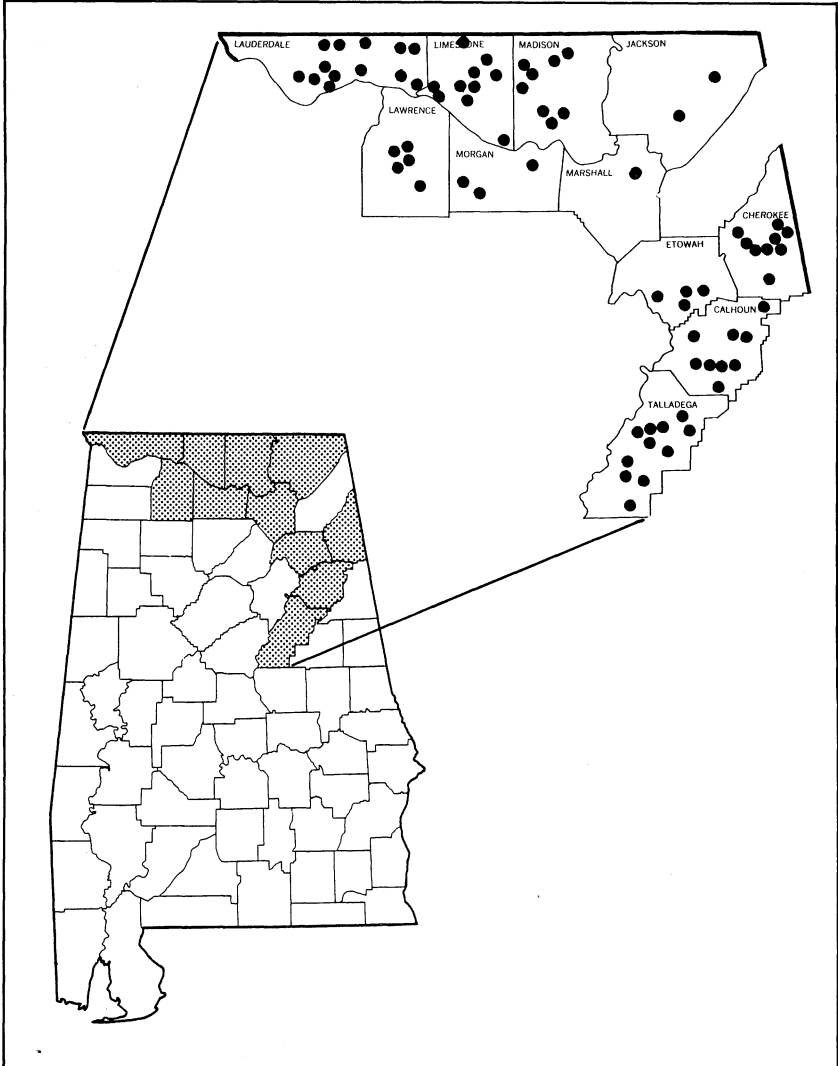 LAUDERDALE
LIMESTONE
MADISON
JACKSON
LAWRENCE
MORGAN
MARSHALL
CHEROKEE
ETOWAH
CALHOUN
TALLADEGA